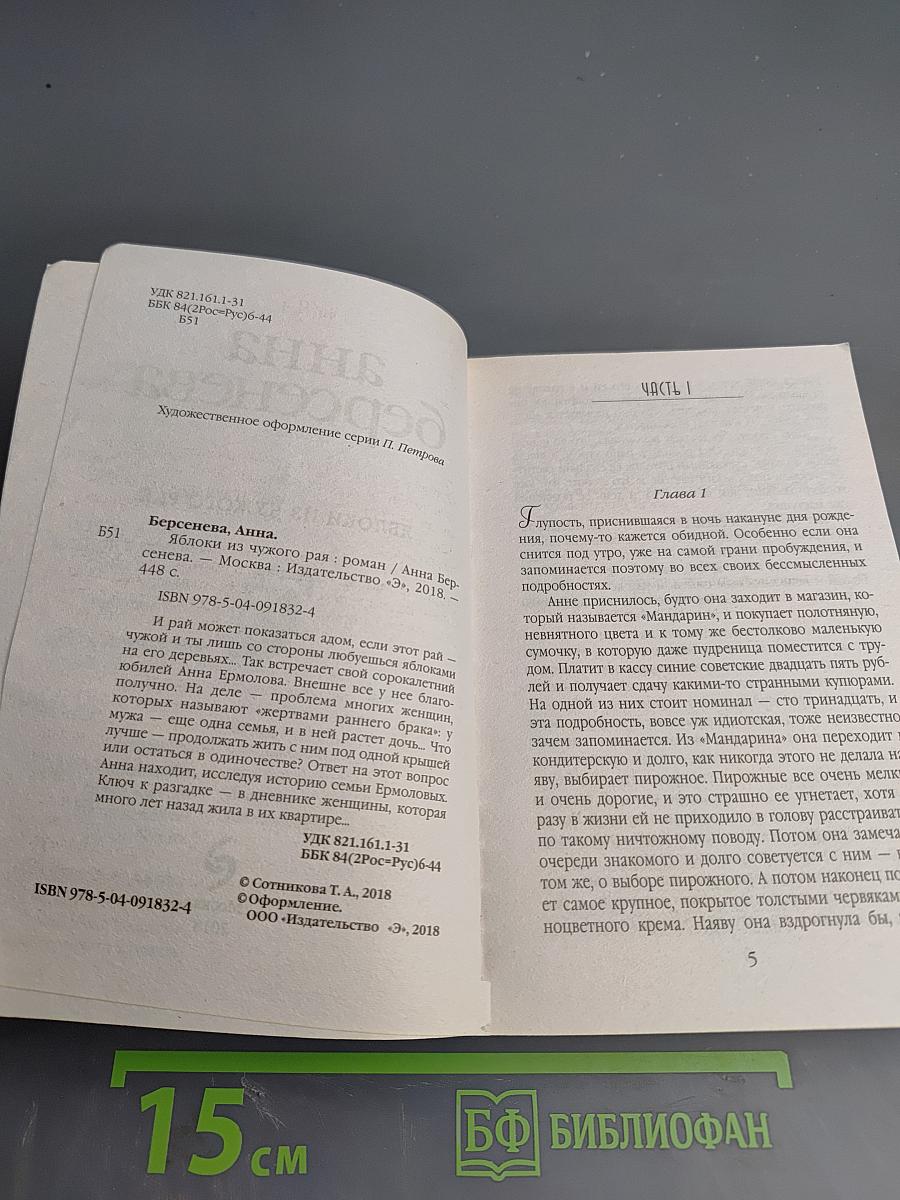 УДК 821.161.1-31
ББК 84(2Рос=Рус)6-44
Б51
Художественное оформление серии П. Петрова
Берсенева, Анна.
Б51 Яблоки из чужого рая : роман / Анна Бер-
сенева. — Москва : Издательство «Э», 2018. —
448 с.
ISBN 978-5-04-091832-4
И рай может показаться адом, если этот рай –
чужой и ты лишь со стороны любуешься яблоками
на его деревьях... Так встречает свой сорокалетний
юбилей Анна Ермолова. Внешне все у нее благо-
получно. На деле — проблема многих женщин,
которых называют «жертвами раннего брака»: у
мужа — еще одна семья, и в ней растет дочь... Что
лучше — продолжать жить с ним под одной крышей
или остаться в одиночестве? Ответ на этот вопрос
Анна находит, исследуя историю семьи Ермоловых.
Ключ к разгадке — в дневнике женщины, которая
много лет назад жила в их квартире...
УДК 821.161.1-31
ББК 84(2Рос=Рус)6-44
© Сотникова Т. А., 2018
© Оформление.
ООО «Издательство «Э», 2018
ISBN 978-5-04-091832-4
ЧАСТЬ I
Глава 1
Глупость, приснившаяся в ночь накануне дня рожде-
ния, почему-то кажется обидной. Особенно если она
снится под утро, уже на самой грани пробуждения, и
запоминается поэтому во всех своих бессмысленных
подробностях.
Анне приснилось, будто она заходит в магазин, ко-
торый называется «Мандарин», и покупает полотняную,
невнятного цвета и к тому же бестолково маленькую
сумочку, в которую даже пудреница поместится с тру-
дом. Платит в кассу синие советские двадцать пять руб-
лей и получает сдачу какими-то странными купюрами.
На одной из них стоит номинал — сто тринадцать, и
эта подробность, вовсе уж идиотская, тоже неизвестно
зачем запоминается. Из «Мандарина» она переходит
кондитерскую и долго, как никогда этого не делала на-
яву, выбирает пирожное. Пирожные все очень мелки
и очень дорогие, и это страшно ее угнетает, хотя
разу в жизни ей не приходило в голову расстраиват
по такому ничтожному поводу. Потом она замеча
очереди знакомого и долго советуется с ним —
том же, о выборе пирожного. А потом наконец по
ет самое крупное, покрытое толстыми червякам
ноцветного крема. Наяву она вздрогнула бы,
5
15 см
БФ БИБЛИОФАН